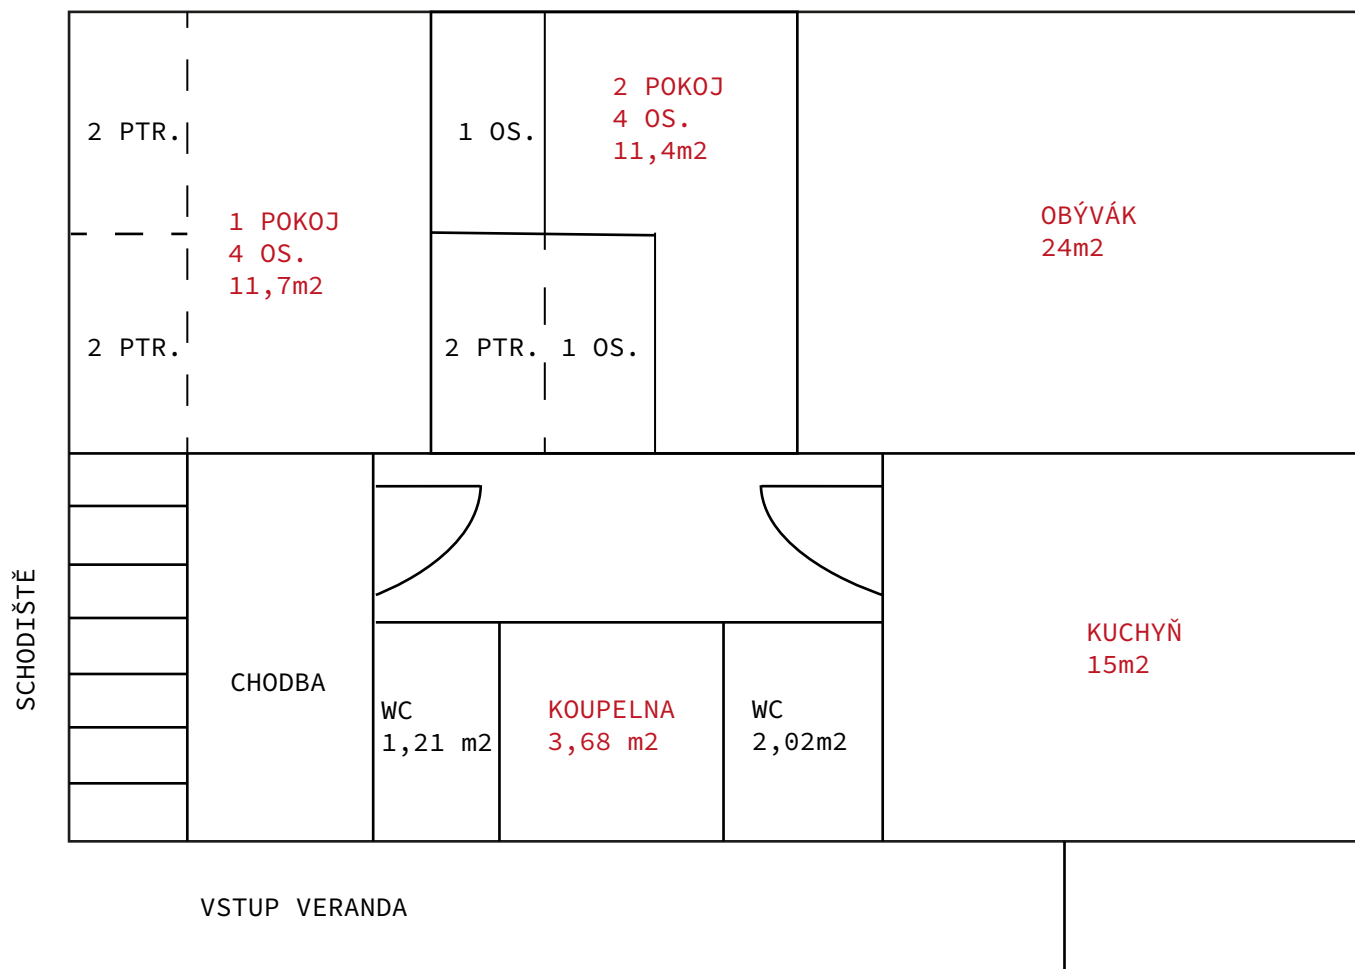 2 PTR.
1 OS.
2 POKOJ
4 OS.
11,4m2
1 POKOJ
4 OS.
11,7m2
OBÝVÁK
24m2
2 PTR.
2 PTR.
1 OS.
SCHODIŠTĚ
CHODBA
WC
1,21 m2
KOUPELNA
3,68 m2
WC
2,02m2
KUCHYŇ
15m2
VSTUP VERANDA